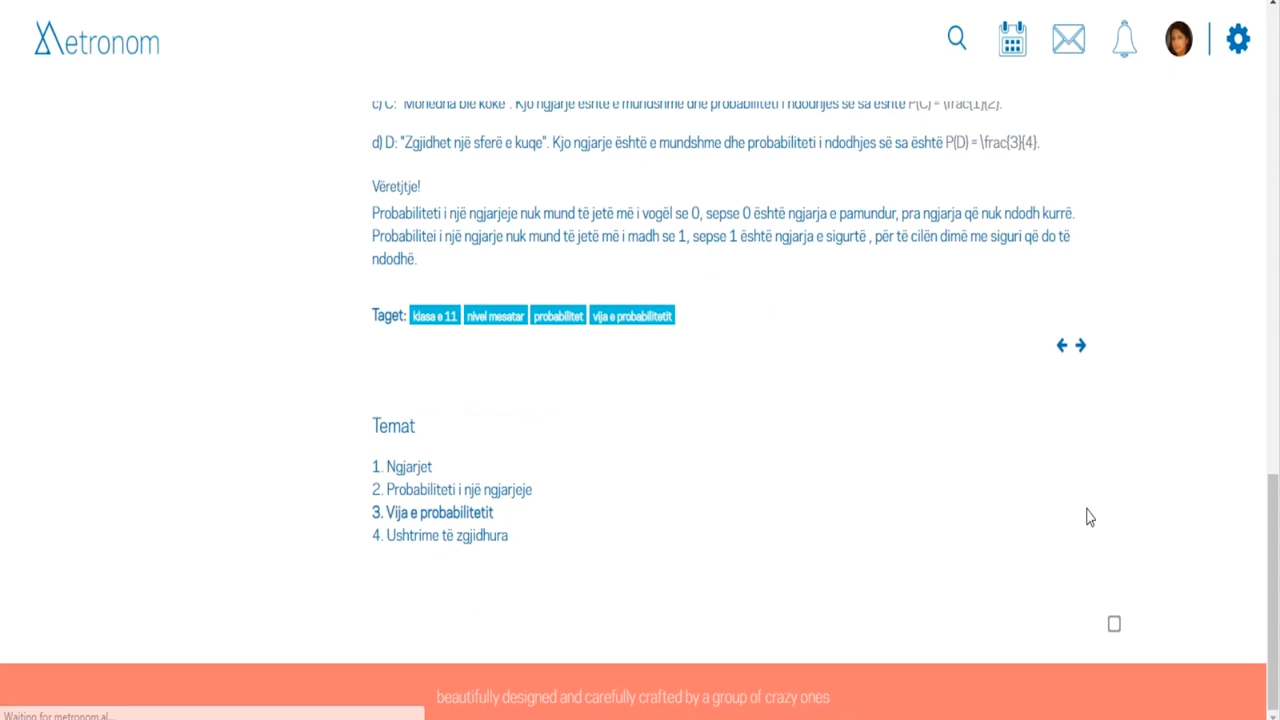 etronom
c) C: "Monedha bie kokë". Kjo ngjarje është e mundshme dhe probabiliteti i ndodhjes së sa është P(C) = \frac{1}{2}.
d) D: "Zgjidhet një sferë e kuqe". Kjo ngjarje është e mundshme dhe probabiliteti i ndodhjes së sa është P(D) = \frac{3}{4}.
Vëretjtje!
Probabiliteti i një ngjarjeje nuk mund të jetë më i vogël se 0, sepse 0 është ngjarja e pamundur, pra ngjarja që nuk ndodh kurrë.
Probabilitei i një ngjarje nuk mund të jetë më i madh se 1, sepse 1 është ngjarja e sigurtë , për të cilën dimë me siguri që do të
ndodhë.
Taget: klasa e 11 nivel mesatar probabilitet vija e probabilitetit
Temat
1. Ngjarjet
2. Probabiliteti i një ngjarjeje
3. Vija e probabilitetit
4. Ushtrime të zgjidhura
beautifully designed and carefully crafted by a group of crazy ones
Waiting for metronom.al...